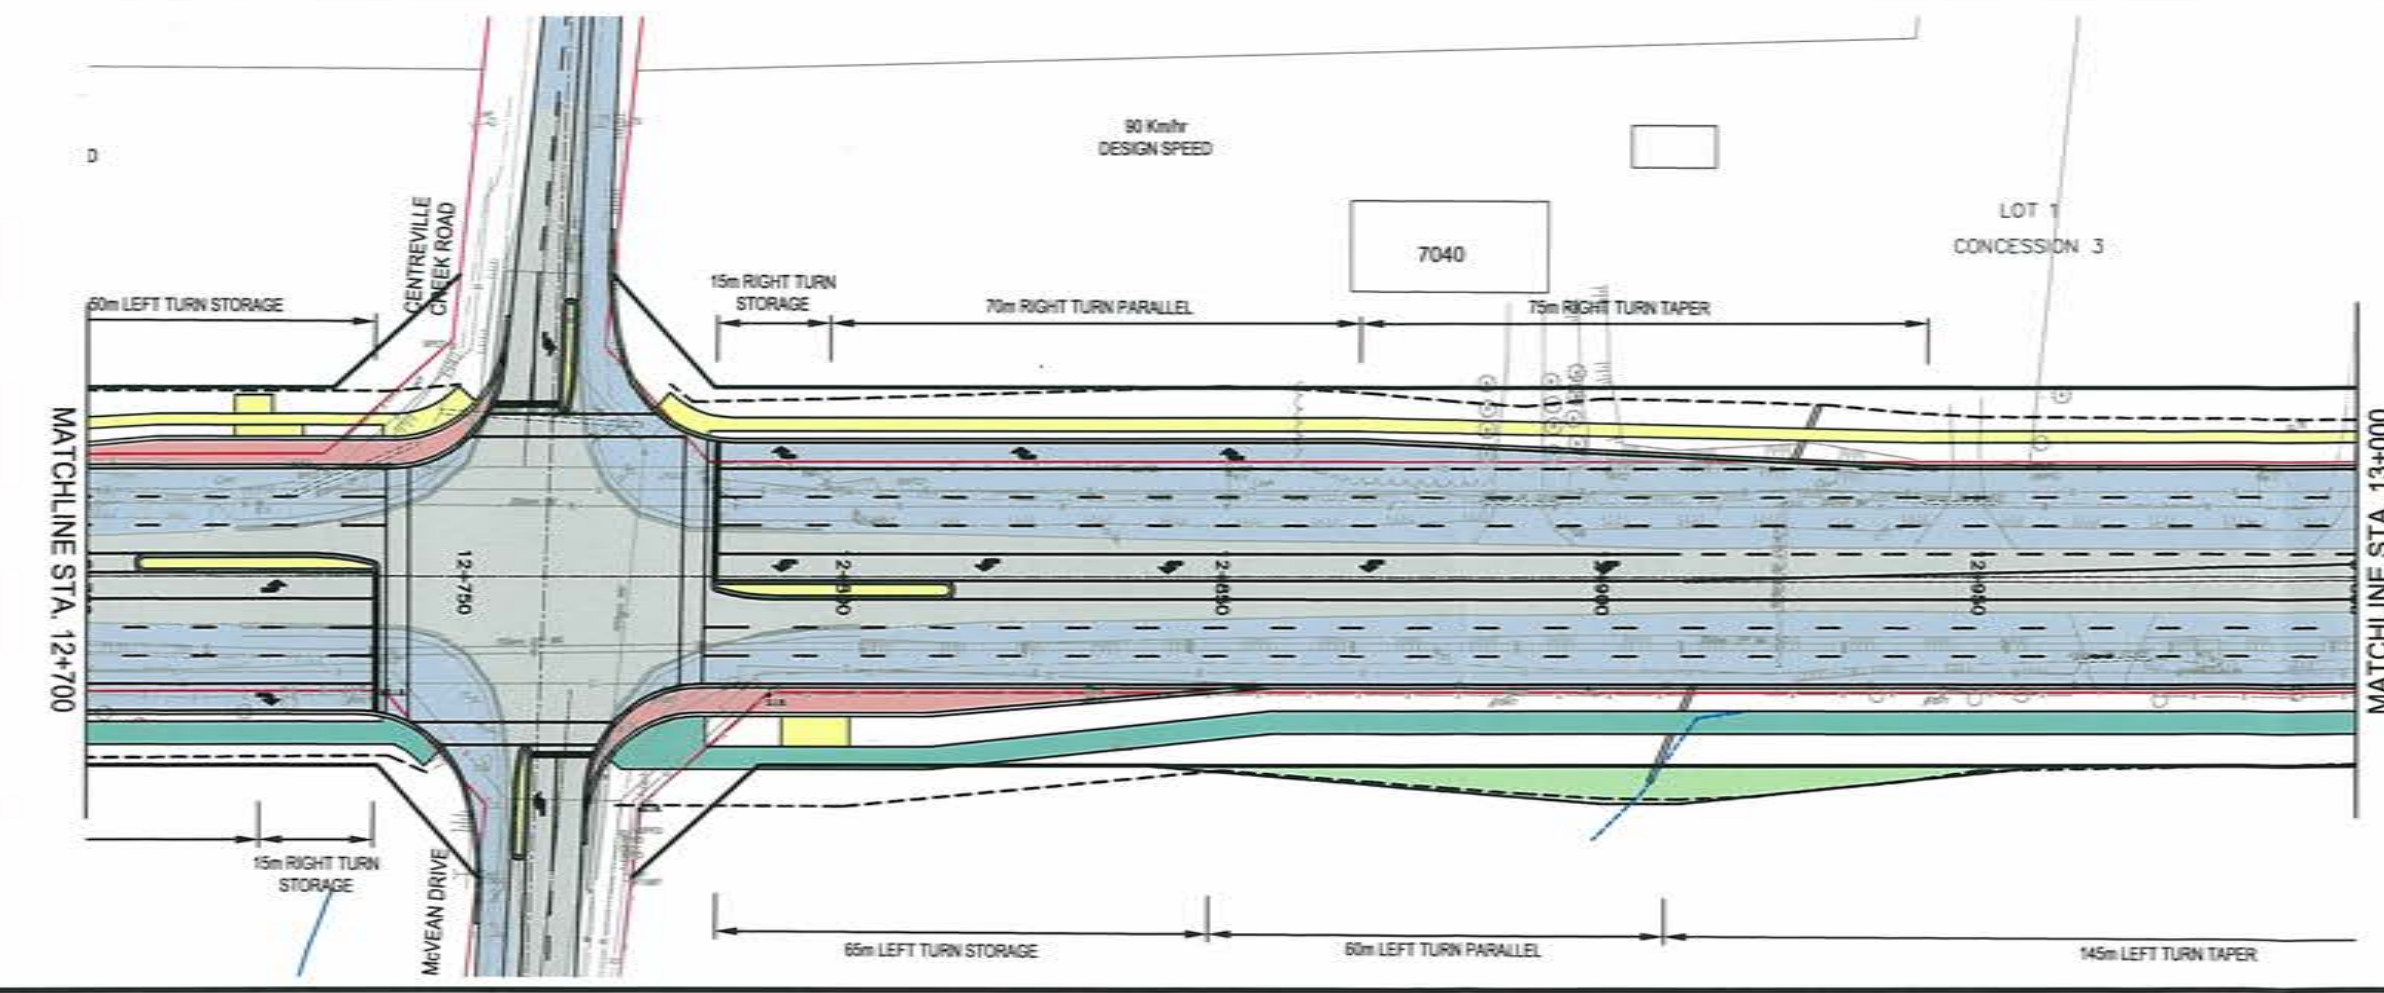 90 Km/hr
DESIGN SPEED
D
CENTREVILLE
CREEK ROAD
7040
LOT 1
CONCESSION 3
50m LEFT TURN STORAGE
15m RIGHT TURN
STORAGE
70m RIGHT TURN PARALLEL
75m RIGHT TURN TAPER
MATCHLINE STA. 12+700
12+750
12+800
12+850
12+900
12+950
MATCHLINE STA. 13+000
15m RIGHT TURN
STORAGE
McVEAN DRIVE
65m LEFT TURN STORAGE
60m LEFT TURN PARALLEL
145m LEFT TURN TAPER